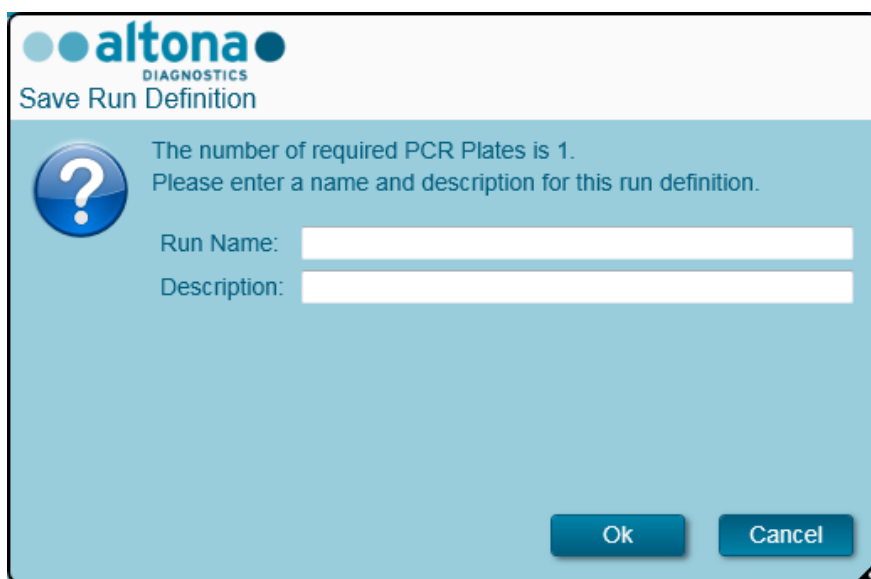 altona
DIAGNOSTICS
Save Run Definition
The number of required PCR Plates is 1.
Please enter a name and description for this run definition.
Run Name:
Description:
Ok Cancel